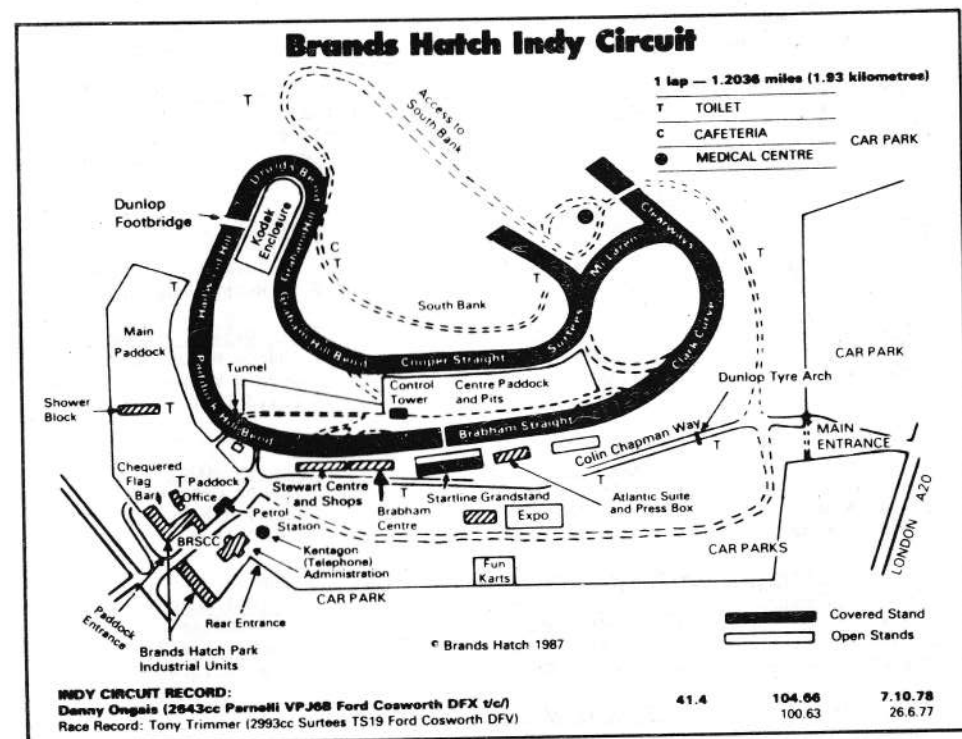 Brands Hatch Indy Circuit
1 lap — 1.2036 miles (1.93 kilometres)
T TOILET
C CAFETERIA
MEDICAL CENTRE
CAR PARK
T
Access to
South Bank
Druids Bend
Kodak
Enclosure
Dunlop
Footbridge
Hailwood Hill
Graham Hill Bend
C
T
T
South Bank
T
McLaren
Clearways
T
Surtees
Clark Curve
Cooper Straight
Main
Paddock
T
Paddock Hill Bend
Tunnel
Control
Tower
Centre Paddock
and Pits
CAR PARK
Dunlop Tyre Arch
Shower
Block
T
Brabham Straight
Colin Chapman Way
MAIN
ENTRANCE
T
T
Chequered
Flag
Bar
T Paddock
Office
Stewart Centre
and Shops
T
Brabham
Centre
Startline Grandstand
Atlantic Suite
and Press Box
Petrol
Station
Expo
BRSCC
Kentagon
(Telephone)
Administration
Fun
Karts
CAR PARKS
LONDON A20
CAR PARK
Paddock
Entrance
Rear Entrance
Brands Hatch Park
Industrial Units
© Brands Hatch 1987
Covered Stand
Open Stands
INDY CIRCUIT RECORD:
Danny Ongais (2643cc Parnelli VPJ6B Ford Cosworth DFX t/c/) 41.4 104.66 7.10.78
Race Record: Tony Trimmer (2993cc Surtees TS19 Ford Cosworth DFV) 100.63 26.6.77